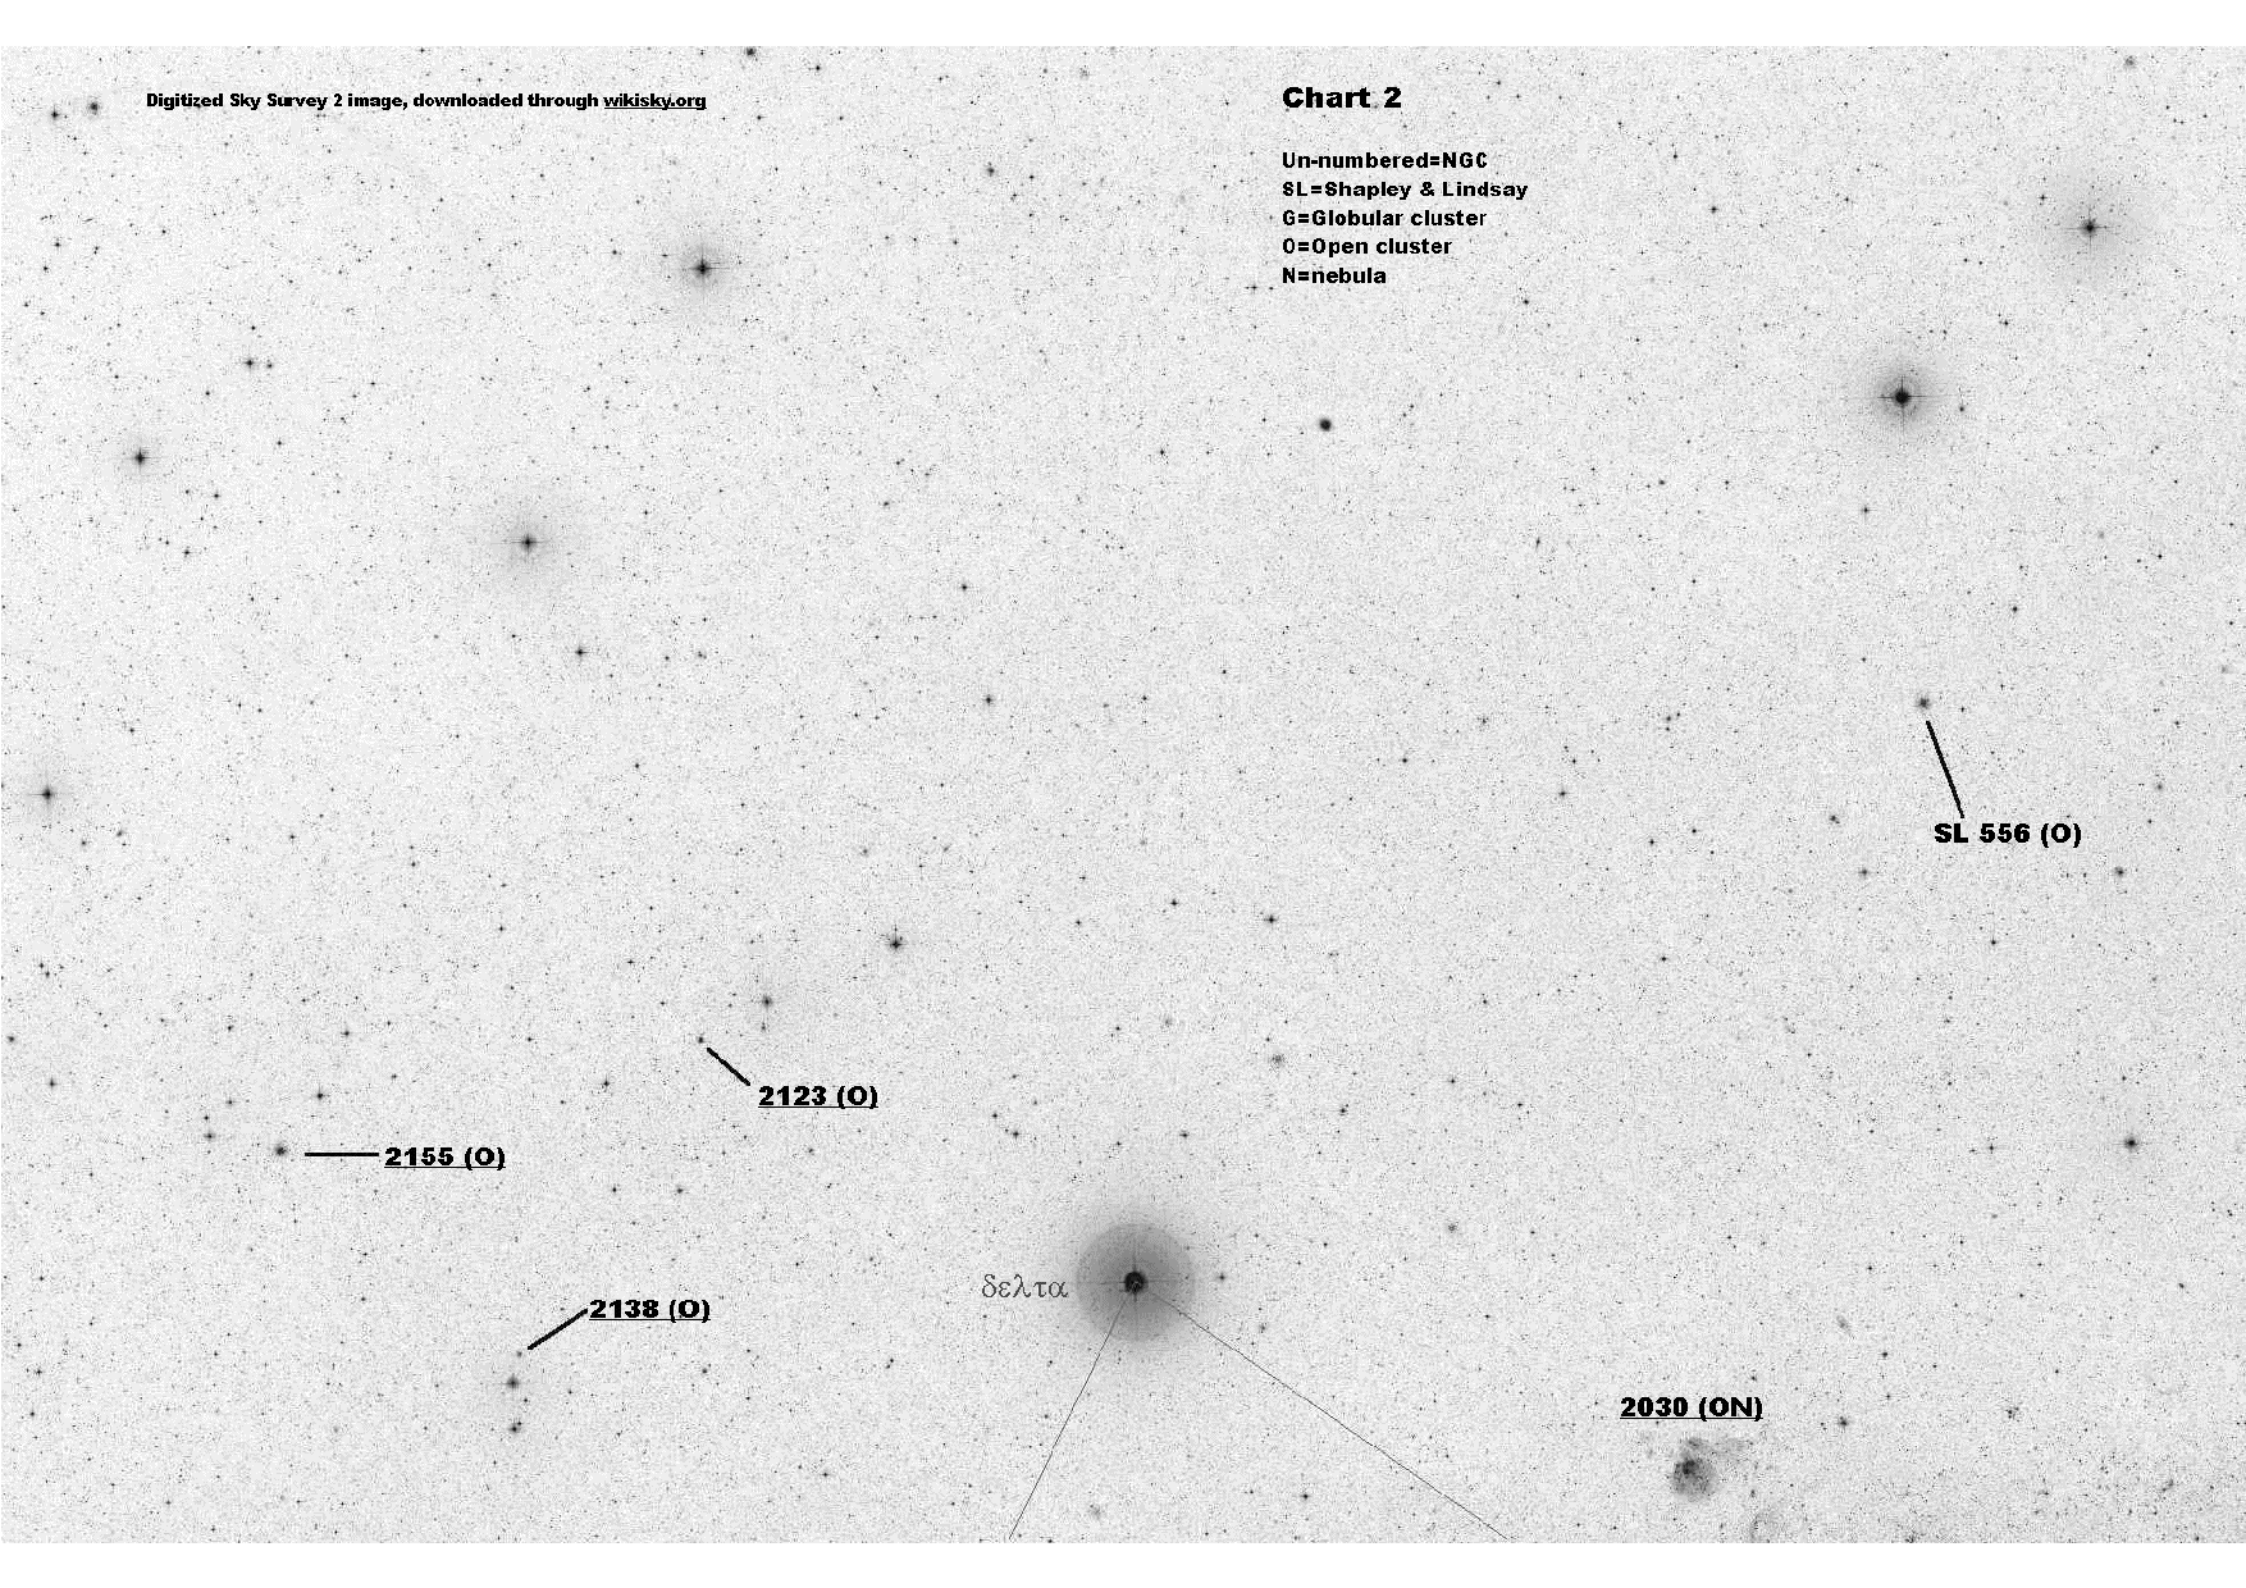 Digitized Sky Survey 2 image, downloaded through wikisky.org
Chart 2
Un-numbered=NGC
SL=Shapley & Lindsay
G=Globular cluster
O=Open cluster
N=nebula
SL 556 (O)
2123 (O)
2155 (O)
δελτα
2138 (O)
2030 (ON)